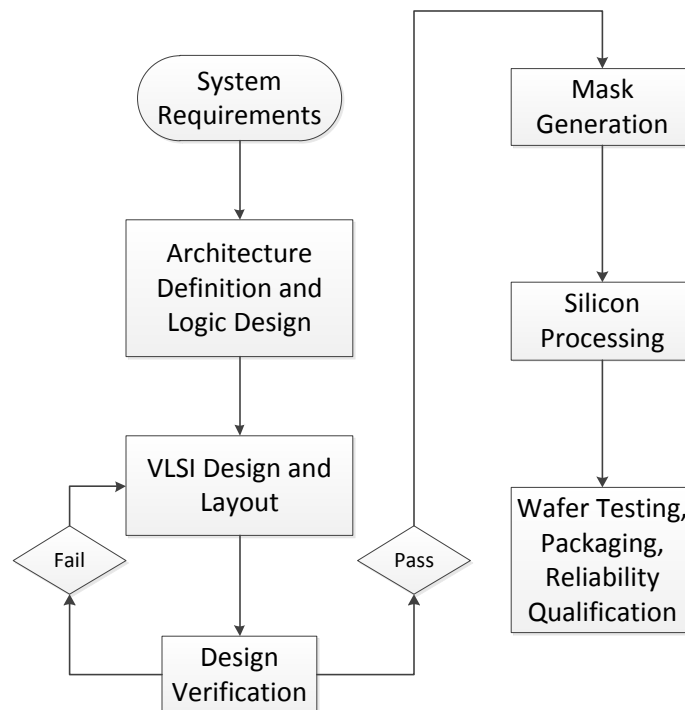 System
Requirements
Architecture
Definition and
Logic Design
VLSI Design and
Layout
Fail
Pass
Design
Verification
Mask
Generation
Silicon
Processing
Wafer Testing,
Packaging,
Reliability
Qualification